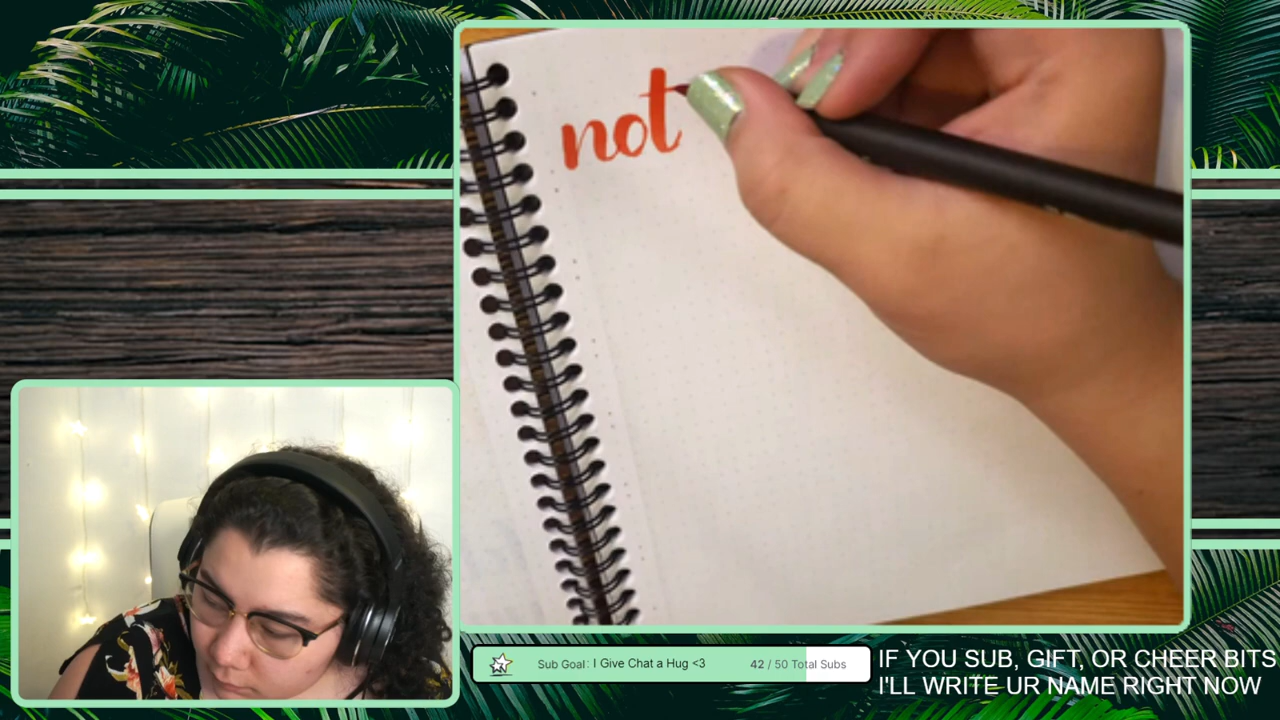 not
Sub Goal: I Give Chat a Hug <3 42 / 50 Total Subs
IF YOU SUB, GIFT, OR CHEER BITS
I'LL WRITE UR NAME RIGHT NOW